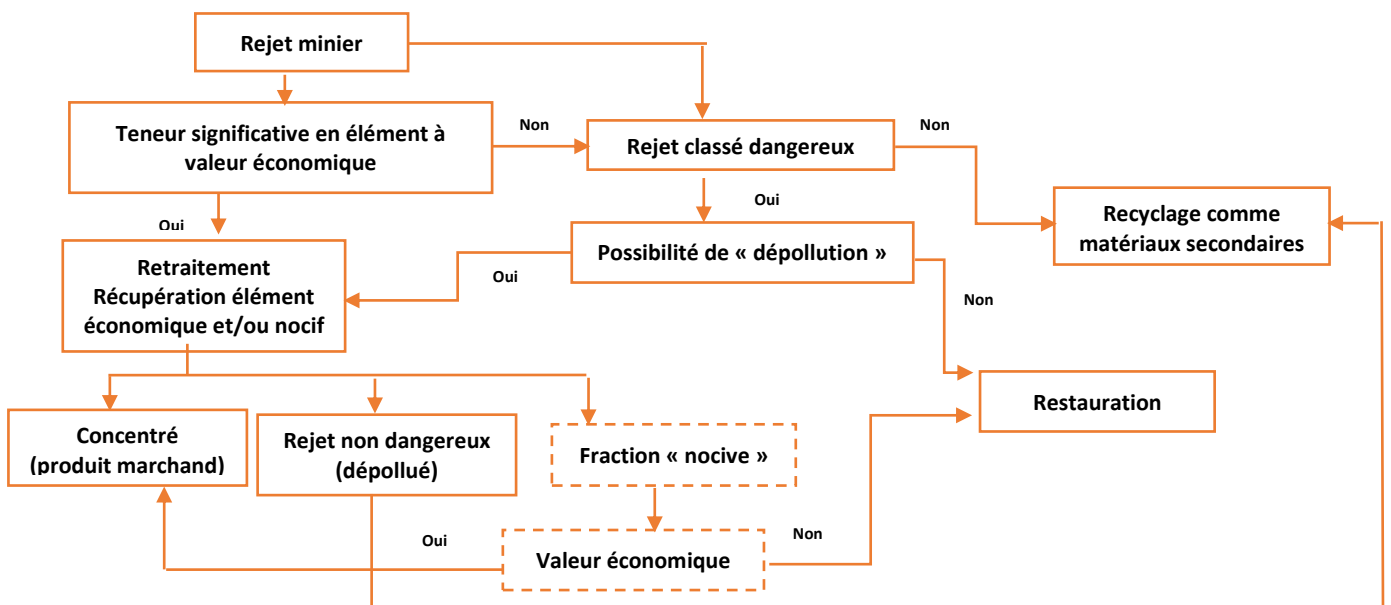 Rejet minier
Teneur significative en élément à
valeur économique
Non
Rejet classé dangereux
Non
Oui
Oui
Recyclage comme
matériaux secondaires
Retraitement
Récupération élément
économique et/ou nocif
Oui
Possibilité de « dépollution »
Non
Restauration
Concentré
(produit marchand)
Rejet non dangereux
(dépollué)
Fraction « nocive »
Oui
Valeur économique
Non